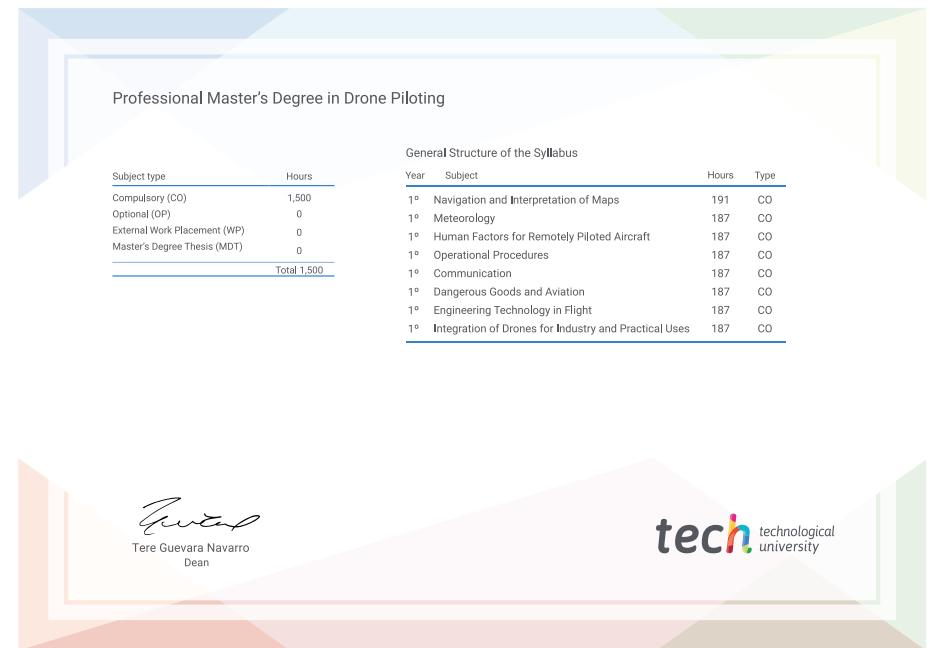 Professional Master's Degree in Drone Piloting
General Structure of the Syllabus
Subject type Hours
Compulsory (CO) 1,500
Optional (OP) 0
External Work Placement (WP) 0
Master's Degree Thesis (MDT) 0
Total 1,500
Year Subject Hours Type
1º Navigation and Interpretation of Maps 191 CO
1º Meteorology 187 CO
1º Human Factors for Remotely Piloted Aircraft 187 CO
1º Operational Procedures 187 CO
1º Communication 187 CO
1º Dangerous Goods and Aviation 187 CO
1º Engineering Technology in Flight 187 CO
1º Integration of Drones for Industry and Practical Uses 187 CO
Tere Guevara Navarro
Dean
tech technological
university